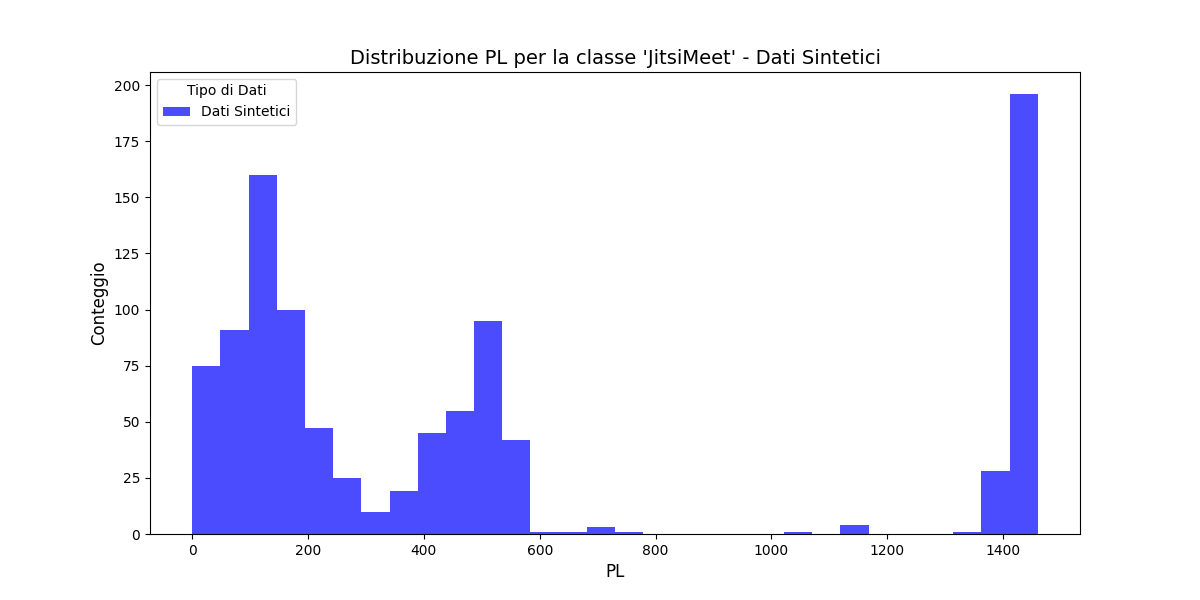 Distribuzione PL per la classe 'JitsiMeet' - Dati Sintetici
Tipo di Dati
Dati Sintetici
200
175
150
125
100
75
50
25
0
Conteggio
0 200 400 600 800 1000 1200 1400
PL